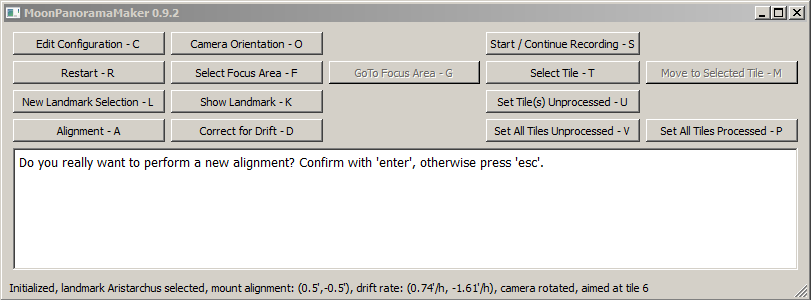 MoonPanoramaMaker 0.9.2
Edit Configuration - C
Camera Orientation - O
Start / Continue Recording - S
Restart - R
Select Focus Area - F
GoTo Focus Area - G
Select Tile - T
Move to Selected Tile - M
New Landmark Selection - L
Show Landmark - K
Set Tile(s) Unprocessed - U
Alignment - A
Correct for Drift - D
Set All Tiles Unprocessed - V
Set All Tiles Processed - P
Do you really want to perform a new alignment? Confirm with 'enter', otherwise press 'esc'.
Initialized, landmark Aristarchus selected, mount alignment: (0.5',-0.5'), drift rate: (0.74'/h, -1.61'/h), camera rotated, aimed at tile 6